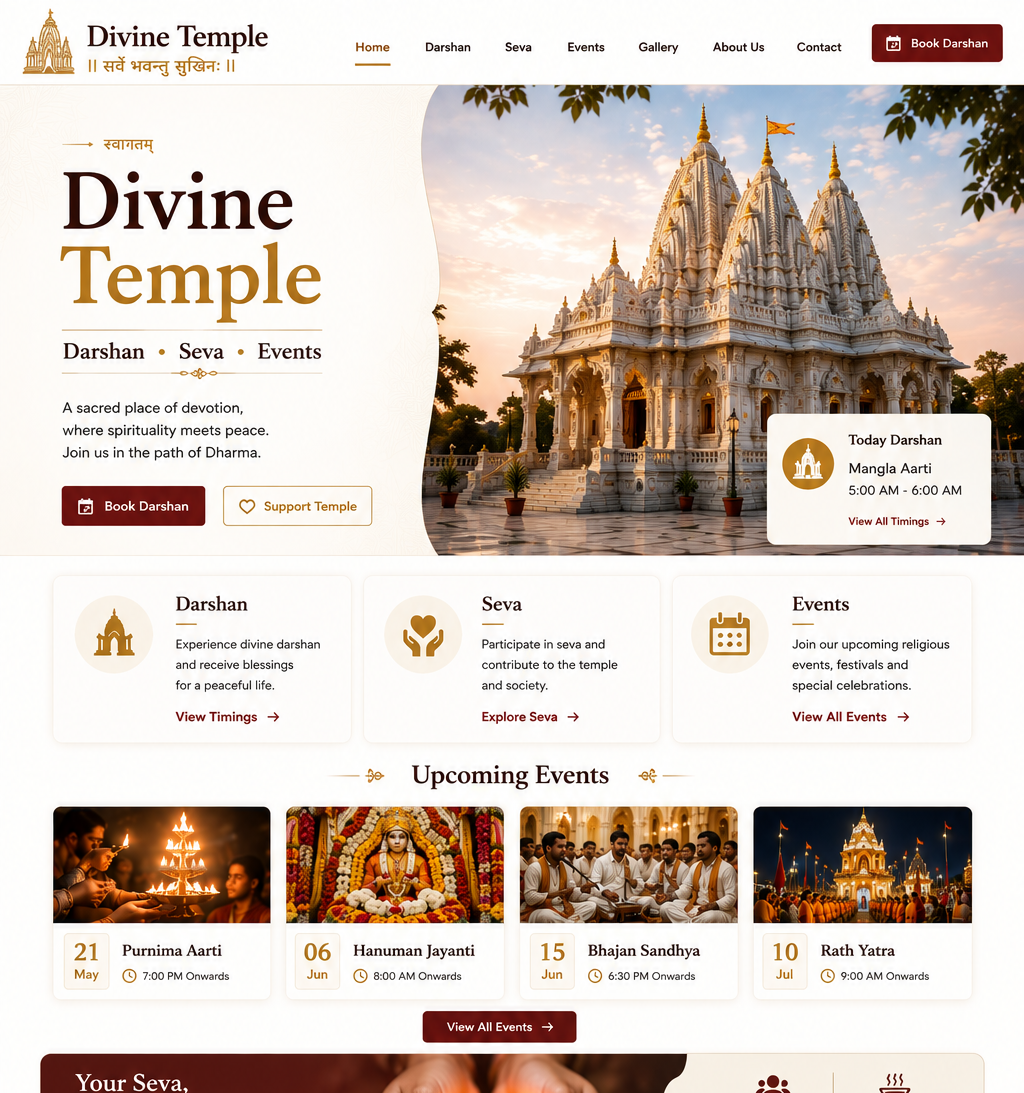 Divine Temple
|| सर्वे भवन्तु सुखिनः ||
Home
Darshan
Seva
Events
Gallery
About Us
Contact
Book Darshan
स्वागतम्
Divine
Temple
Darshan • Seva • Events
A sacred place of devotion,
where spirituality meets peace.
Join us in the path of Dharma.
Book Darshan
Support Temple
Today Darshan
Mangla Aarti
5:00 AM - 6:00 AM
View All Timings →
Darshan
Experience divine darshan
and receive blessings
for a peaceful life.
View Timings →
Seva
Participate in seva and
contribute to the temple
and society.
Explore Seva →
Events
Join our upcoming religious
events, festivals and
special celebrations.
View All Events →
Upcoming Events
21
May
Purnima Aarti
7:00 PM Onwards
06
Jun
Hanuman Jayanti
8:00 AM Onwards
15
Jun
Bhajan Sandhya
6:30 PM Onwards
10
Jul
Rath Yatra
9:00 AM Onwards
View All Events →
Your Seva,